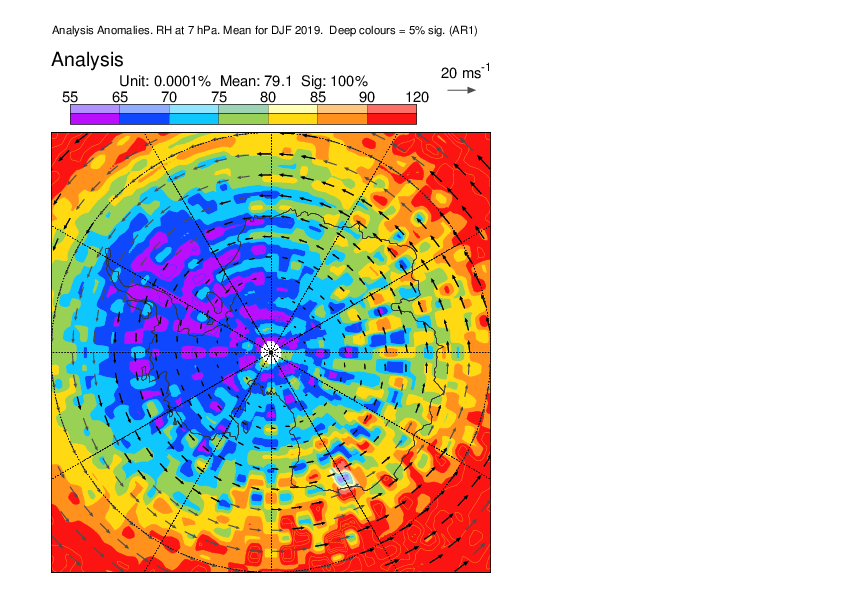 Analysis Anomalies. RH at 7 hPa. Mean for DJF 2019.  Deep colours = 5% sig. (AR1)
Analysis
20 ms-1
Unit: 0.0001%  Mean: 79.1  Sig: 100%
55 65 70 75 80 85 90 120